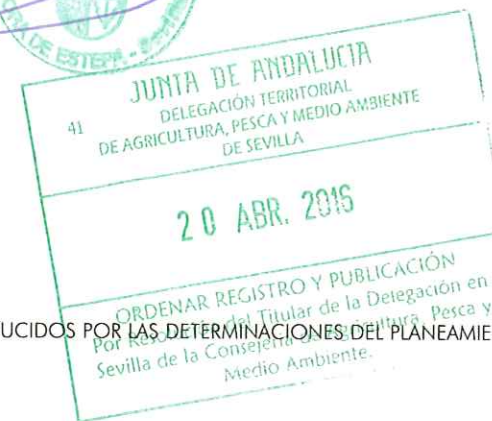 DE ESTEPA -
JUNTA DE ANDALUCIA
41 DELEGACIÓN TERRITORIAL
DE AGRICULTURA, PESCA Y MEDIO AMBIENTE
DE SEVILLA
20 ABR. 2016
ORDENAR REGISTRO Y PUBLICACIÓN
Por Resolución del Titular de la Delegación en
UCIDOS POR LAS DETERMINACIONES DEL PLANEAMIE
Sevilla de la Consejería de Agricultura, Pesca y
Medio Ambiente.